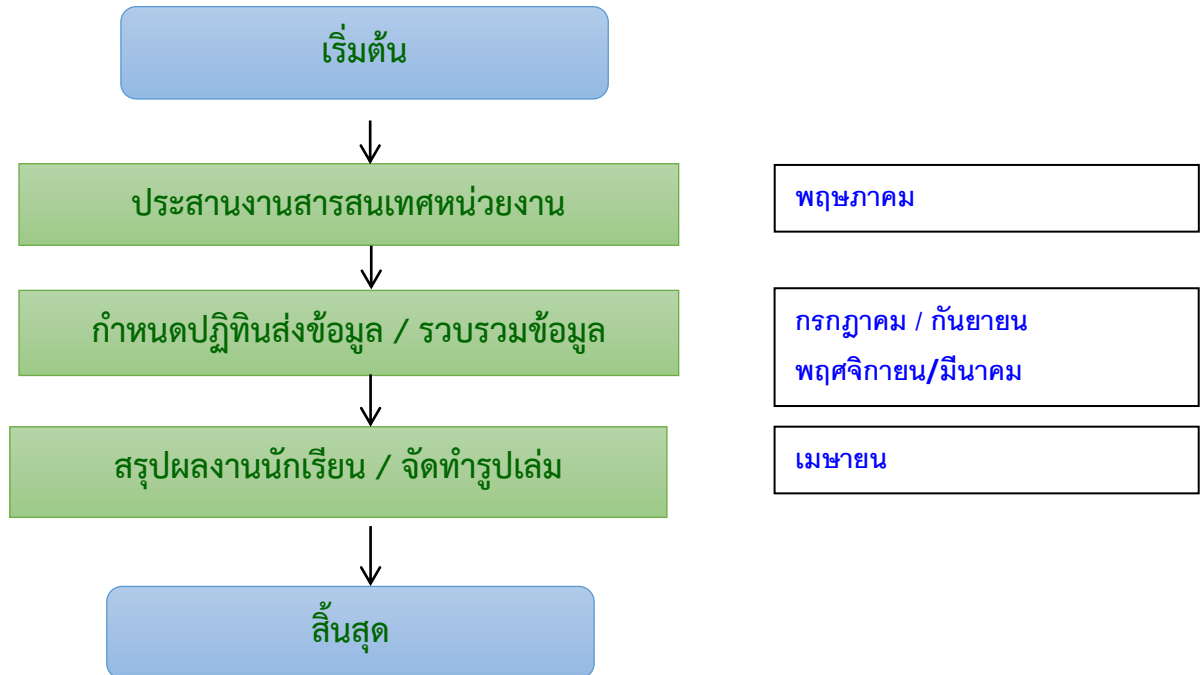 เริ่มต้น
ประสานงานสารสนเทศหน่วยงาน
พฤษภาคม
กำหนดปฏิทินส่งข้อมูล / รวบรวมข้อมูล
กรกฎาคม / กันยายน
พฤศจิกายน/มีนาคม
สรุปผลงานนักเรียน / จัดทำรูปเล่ม
เมษายน
สิ้นสุด